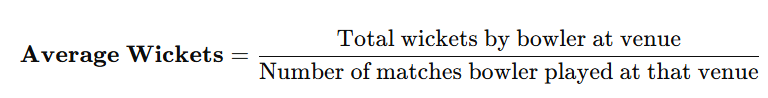 Average Wickets = Total wickets by bowler at venue
Number of matches bowler played at that venue